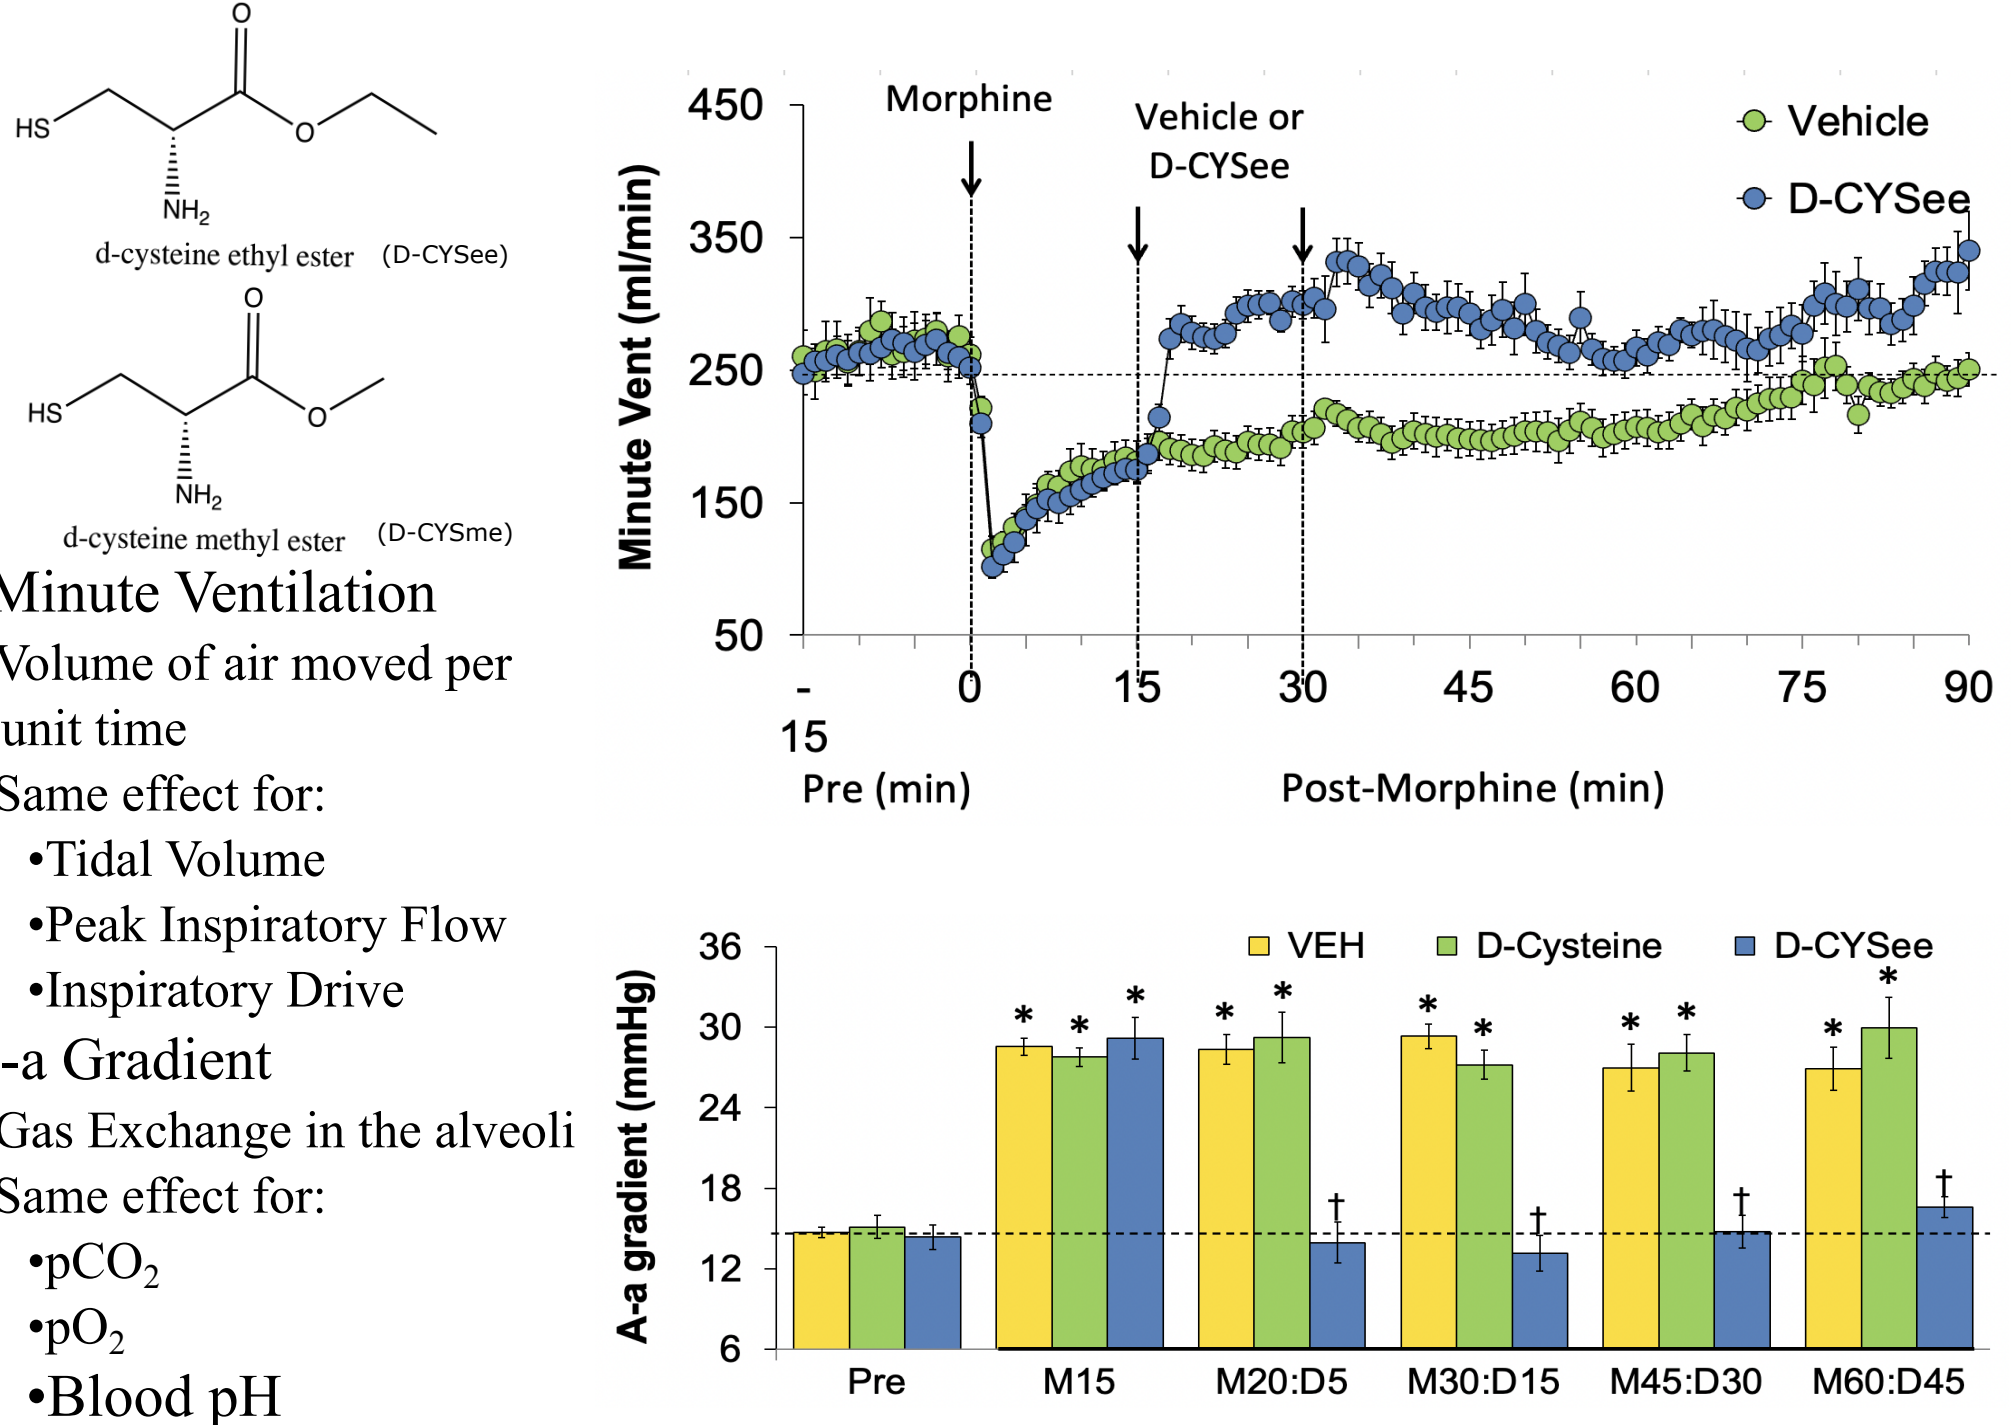 O
HS
O
NH2
d-cysteine ethyl ester (D-CYSee)
O
HS
O
NH2
d-cysteine methyl ester (D-CYSme)
Minute Ventilation
Volume of air moved per
unit time
Same effect for:
•Tidal Volume
•Peak Inspiratory Flow
•Inspiratory Drive
-a Gradient
Gas Exchange in the alveoli
Same effect for:
•pCO2
•pO2
•Blood pH
Minute Vent (ml/min)
450
350
250
150
50
Morphine
Vehicle or
D-CYSee
Vehicle
D-CYSee
-15 0 15 30 45 60 75 90
Pre (min) Post-Morphine (min)
A-a gradient (mmHg)
36
30
24
18
12
6
VEH D-Cysteine D-CYSee
* * * * * * * * * * *
† † † †
Pre M15 M20:D5 M30:D15 M45:D30 M60:D45